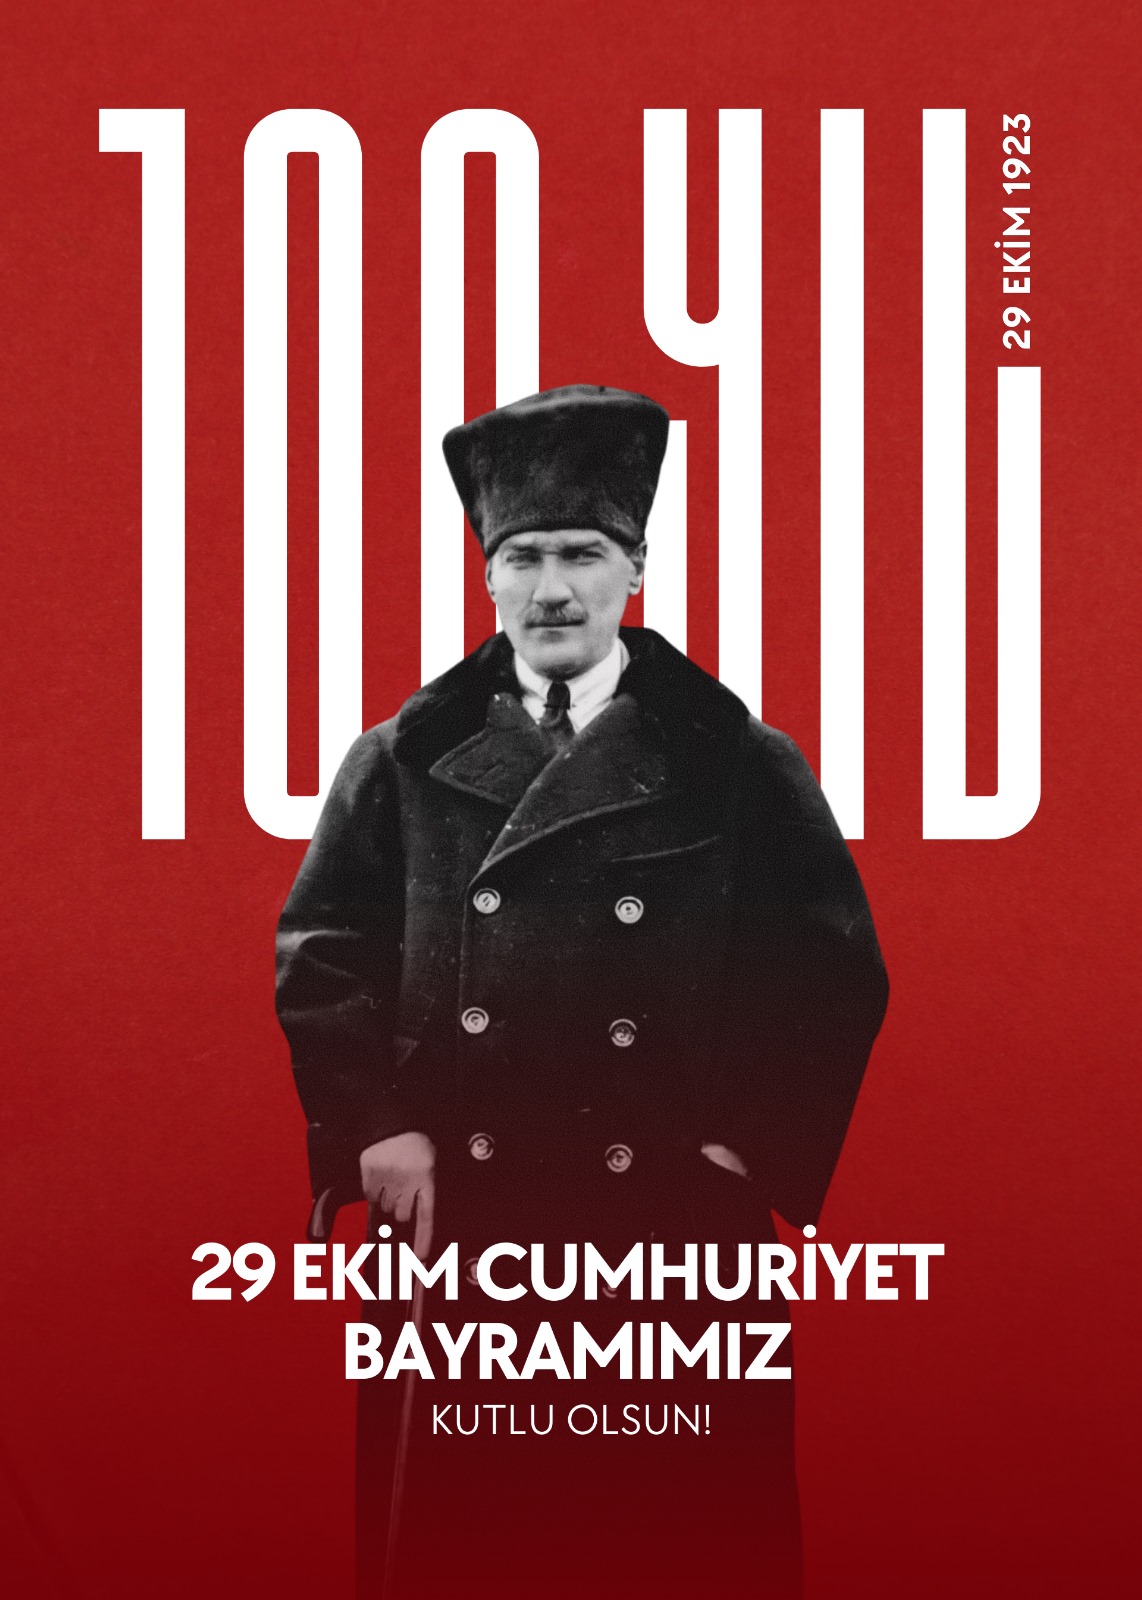 100 YIL
29 EKİM 1923
29 EKİM CUMHURİYET
BAYRAMIMIZ
KUTLU OLSUN!